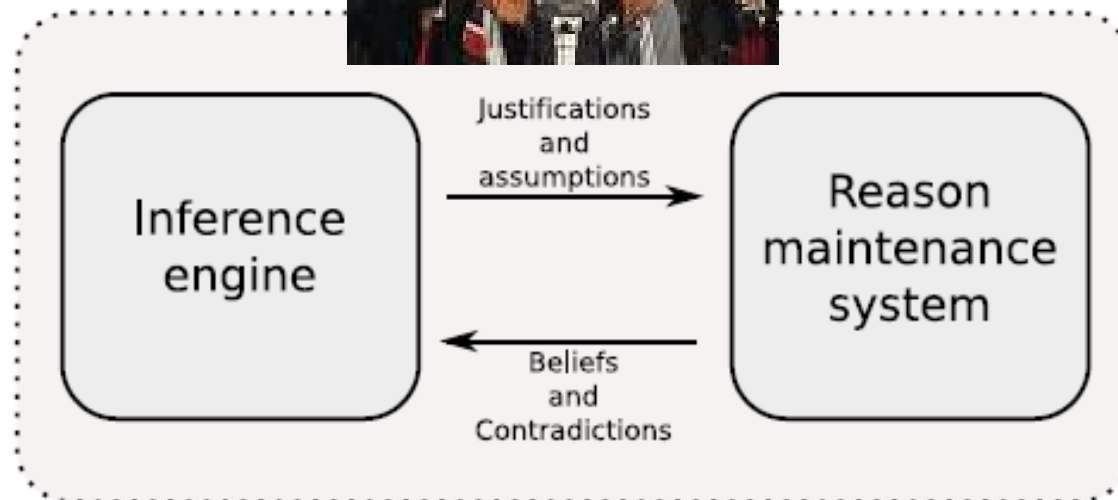 Justifications
and
assumptions
Inference
engine
Reason
maintenance
system
Beliefs
and
Contradictions